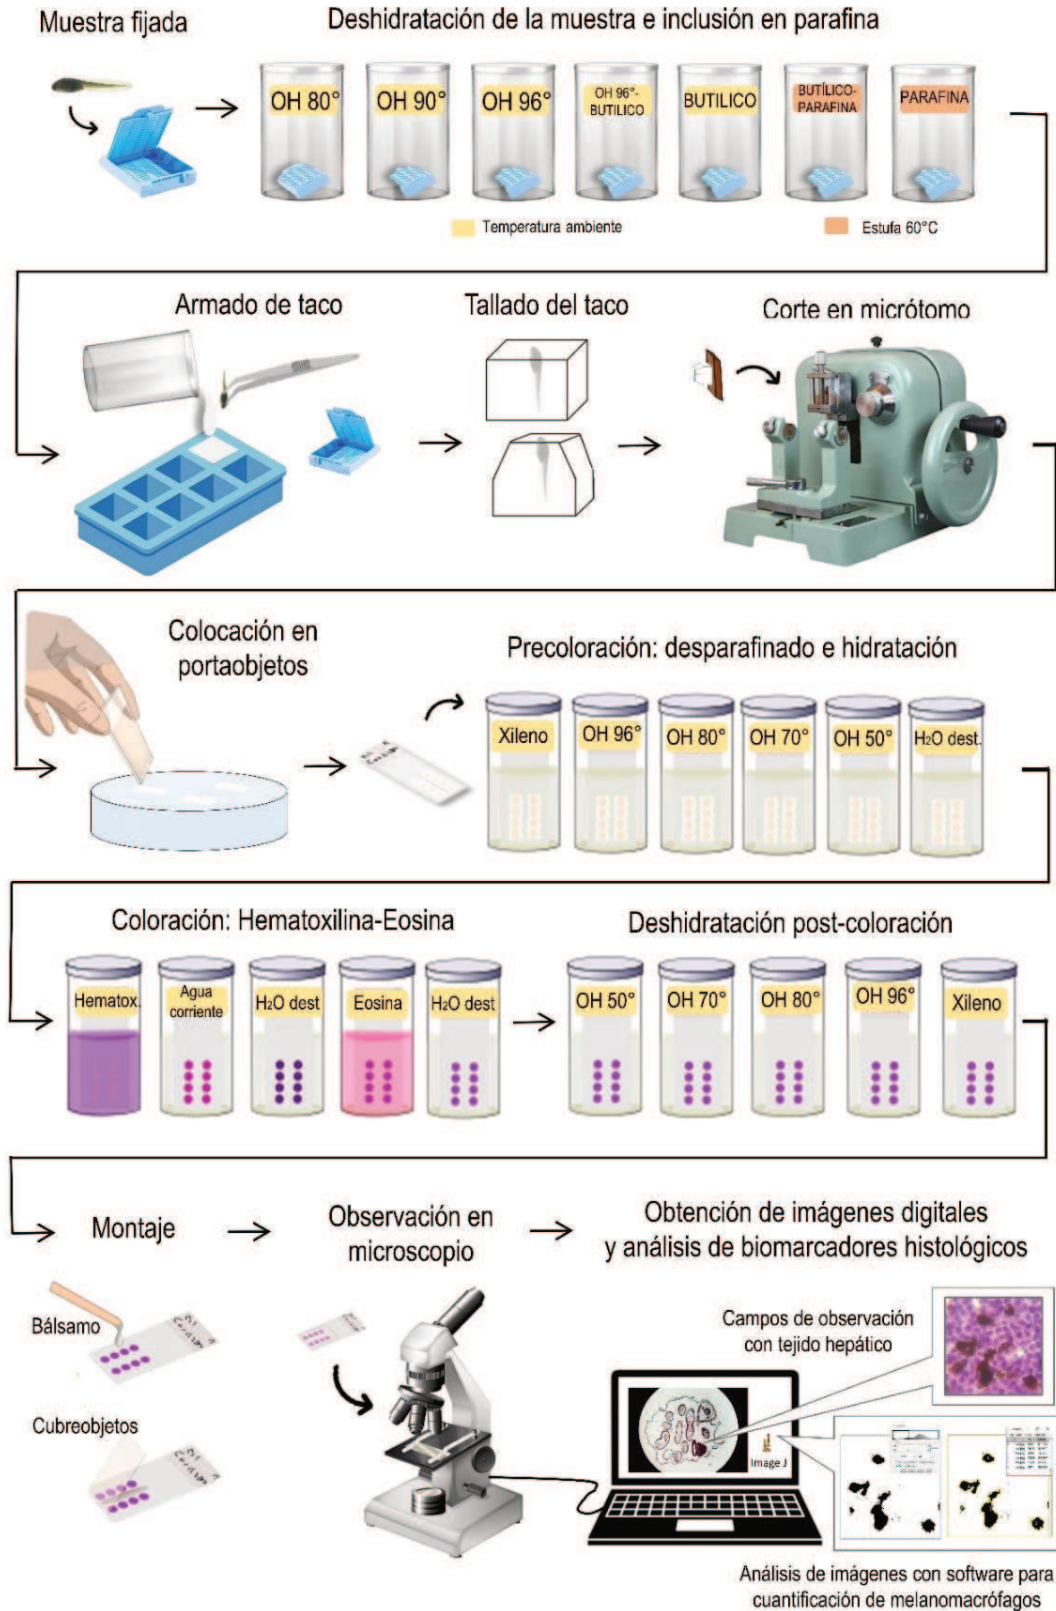 Muestra fijada
Deshidratación de la muestra e inclusión en parafina
OH 80°
OH 90°
OH 96°
OH 96°-
BUTILICO
BUTILICO
BUTÍLICO-
PARAFINA
PARAFINA
Temperatura ambiente
Estufa 60°C
Armado de taco
Tallado del taco
Corte en micrótomo
Colocación en
portaobjetos
Precoloración: desparafinado e hidratación
Xileno
OH 96°
OH 80°
OH 70°
OH 50°
H₂O dest.
Coloración: Hematoxilina-Eosina
Deshidratación post-coloración
Hematox.
Agua
corriente
H₂O dest
Eosina
H₂O dest
OH 50°
OH 70°
OH 80°
OH 96°
Xileno
Montaje
Observación en
microscopio
Obtención de imágenes digitales
y análisis de biomarcadores histológicos
Bálsamo
Cubreobjetos
Campos de observación
con tejido hepático
Image J
Análisis de imágenes con software para
cuantificación de melanomacrófagos